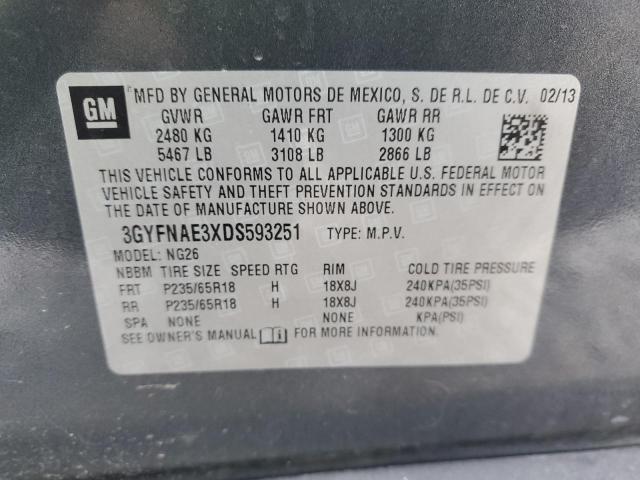 GM
MFD BY GENERAL MOTORS DE MEXICO, S. DE R.L. DE C.V. 02/13
GVWR GAWR FRT GAWR RR
2480 KG 1410 KG 1300 KG
5467 LB 3108 LB 2866 LB
THIS VEHICLE CONFORMS TO ALL APPLICABLE U.S. FEDERAL MOTOR
VEHICLE SAFETY AND THEFT PREVENTION STANDARDS IN EFFECT ON
THE DATE OF MANUFACTURE SHOWN ABOVE.
3GYFNAE3XDS593251 TYPE: M.P.V.
MODEL: NG26
NBBM TIRE SIZE SPEED RTG RIM COLD TIRE PRESSURE
FRT P235/65R18 H 18X8J 240KPA(35PSI)
RR P235/65R18 H 18X8J 240KPA(35PSI)
SPA NONE NONE KPA(PSI)
SEE OWNER'S MANUAL FOR MORE INFORMATION.